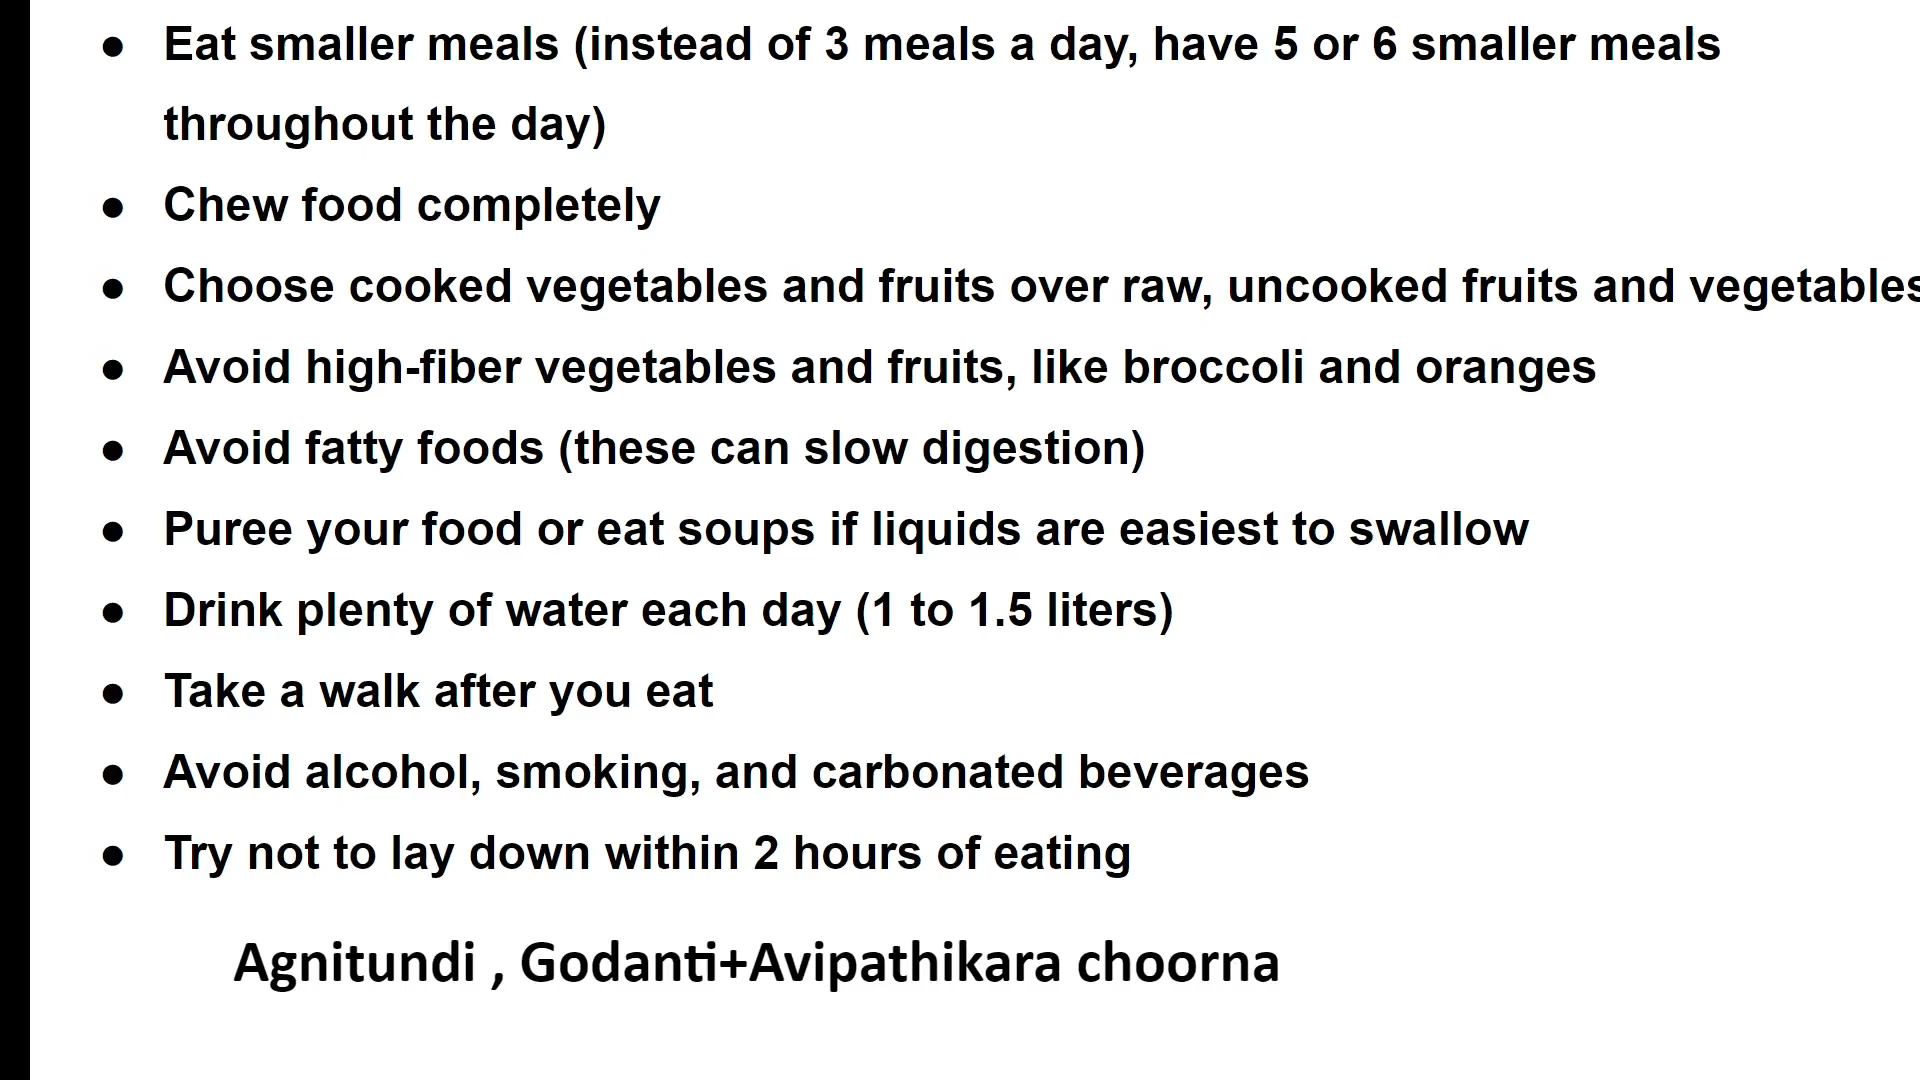 ● Eat smaller meals (instead of 3 meals a day, have 5 or 6 smaller meals
throughout the day)
● Chew food completely
● Choose cooked vegetables and fruits over raw, uncooked fruits and vegetables
● Avoid high-fiber vegetables and fruits, like broccoli and oranges
● Avoid fatty foods (these can slow digestion)
● Puree your food or eat soups if liquids are easiest to swallow
● Drink plenty of water each day (1 to 1.5 liters)
● Take a walk after you eat
● Avoid alcohol, smoking, and carbonated beverages
● Try not to lay down within 2 hours of eating
Agnitundi , Godanti+Avipathikara choorna